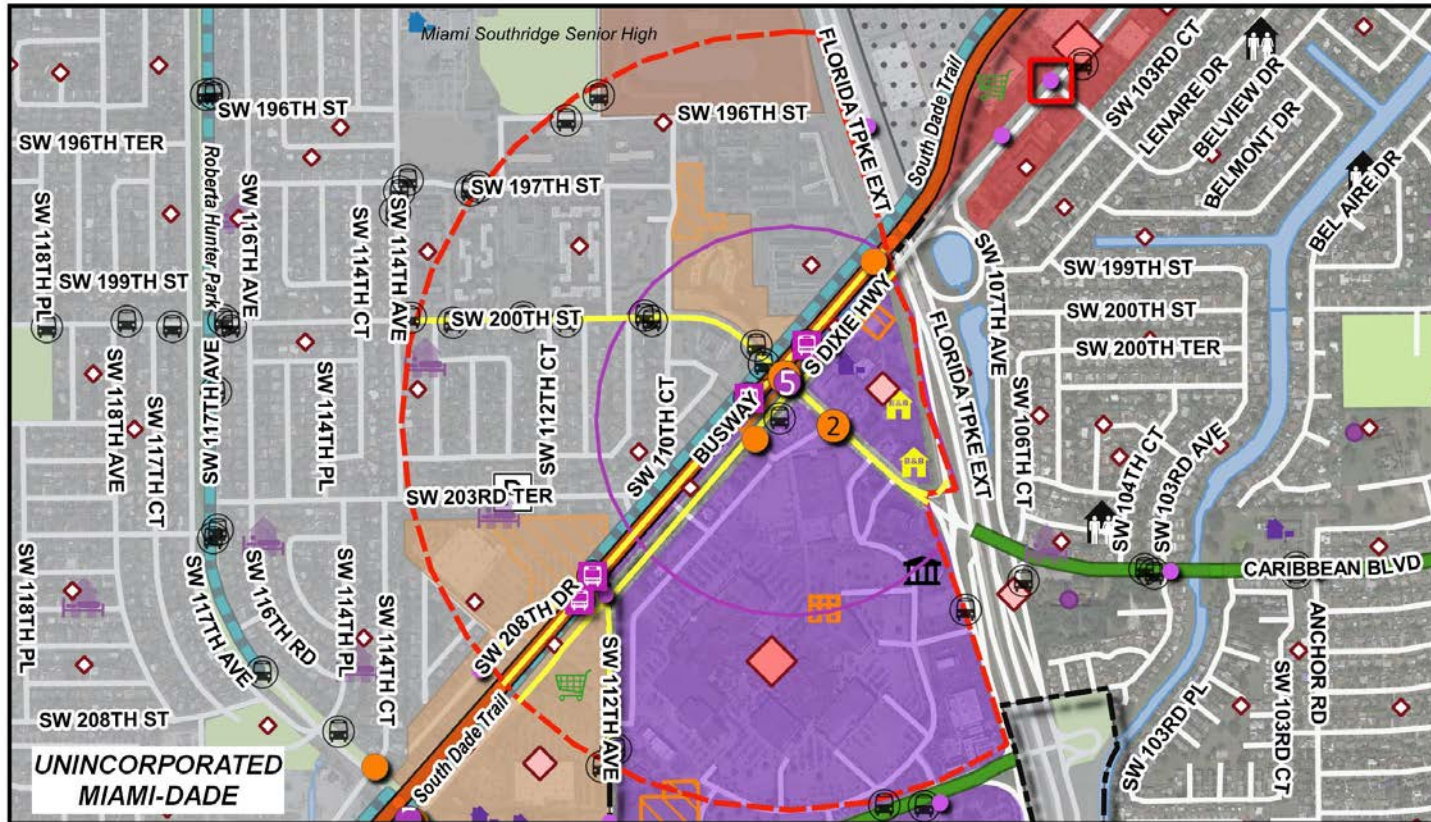 Miami Southridge Senior High
FLORIDA TPKE EXT
South Dade Trail
SW 103RD CT
LENAIRE DR
BELVIEW DR
BELMONT DR
BEL AIRE DR
SW 196TH ST
SW 196TH ST
SW 196TH TER
Roberta Hunter Park
SW 197TH ST
SW 118TH PL
SW 116TH AVE
SW 114TH CT
SW 114TH AVE
SW 199TH ST
SW 199TH ST
SW 107TH AVE
SW 200TH ST
SW 200TH ST
SW 200TH TER
S DIXIE HWY
FLORIDA TPKE EXT
5
2
B&B
B&B
SW 118TH AVE
SW 117TH CT
SW 117TH AVE
SW 114TH PL
SW 112TH CT
SW 110TH CT
BUSWAY
SW 106TH CT
SW 104TH CT
SW 103RD AVE
SW 203RD TER
SW 118TH PL
SW 117TH AVE
SW 116TH RD
SW 114TH PL
SW 114TH CT
SW 208TH DR
SW 112TH AVE
CARIBBEAN BLVD
ANCHOR RD
SW 103RD PL
SW 103RD CT
SW 208TH ST
South Dade Trail
UNINCORPORATED
MIAMI-DADE